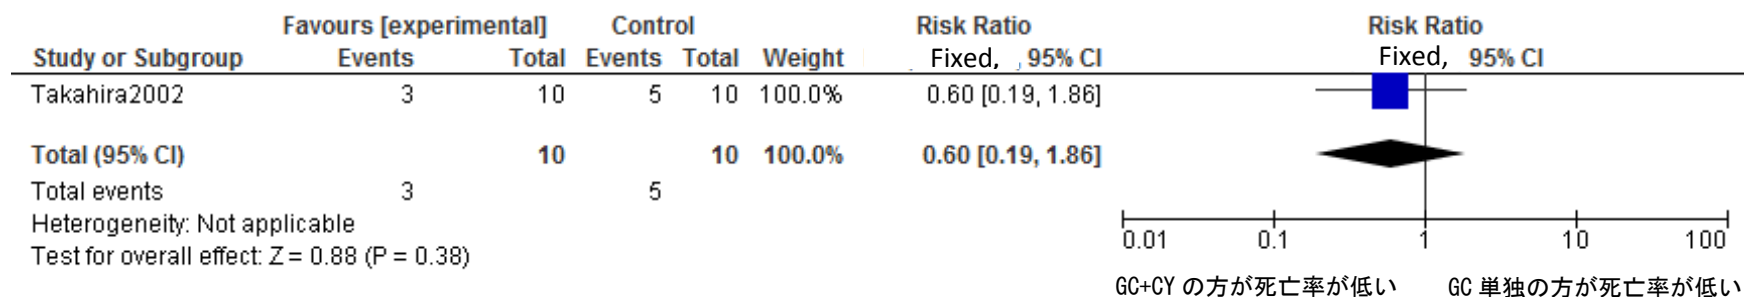 Favours [experimental] Control Risk Ratio Risk Ratio
Study or Subgroup Events Total Events Total Weight Fixed, 95% CI Fixed, 95% CI
Takahira2002 3 10 5 10 100.0% 0.60 [0.19, 1.86]
Total (95% CI) 10 10 100.0% 0.60 [0.19, 1.86]
Total events 3 5
Heterogeneity: Not applicable
Test for overall effect: Z = 0.88 (P = 0.38)
0.01 0.1 1 10 100
GC+CY の方が死亡率が低い GC 単独の方が死亡率が低い